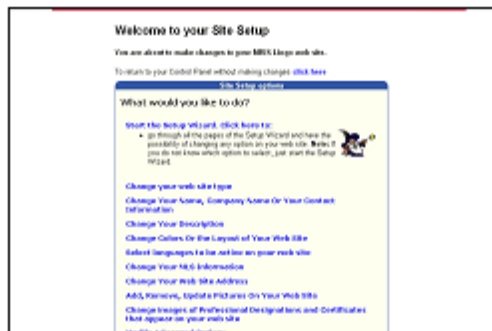 Welcome to your Site Setup
You are about to make changes to your web site.
To return to your Control Panel without making changes click here
Site Setup options
What would you like to do?
Start the Setup Wizard. Click here to:
go through all the pages of the Setup Wizard and have the
possibility of changing any option on your web site. Note: If
you do not know which option to select, just start the Setup
Wizard.
Change your web site type
Change Your Name, Company Name Or Your Contact
Information
Change Your Description
Change Colors Or the Layout of Your Web Site
Select languages to be active on your web site
Change Your MLS Information
Change Your Web Site Address
Add, Remove, Update Pictures On Your Web Site
Change Images of Professional Designations and Certificates
that appear on your web site